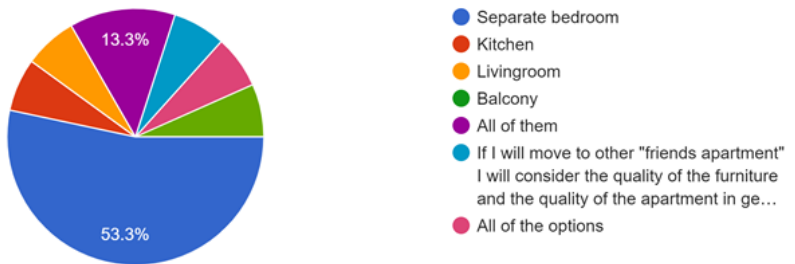 13.3%
53.3%
Separate bedroom
Kitchen
Livingroom
Balcony
All of them
If I will move to other "friends apartment"
I will consider the quality of the furniture
and the quality of the apartment in ge…
All of the options